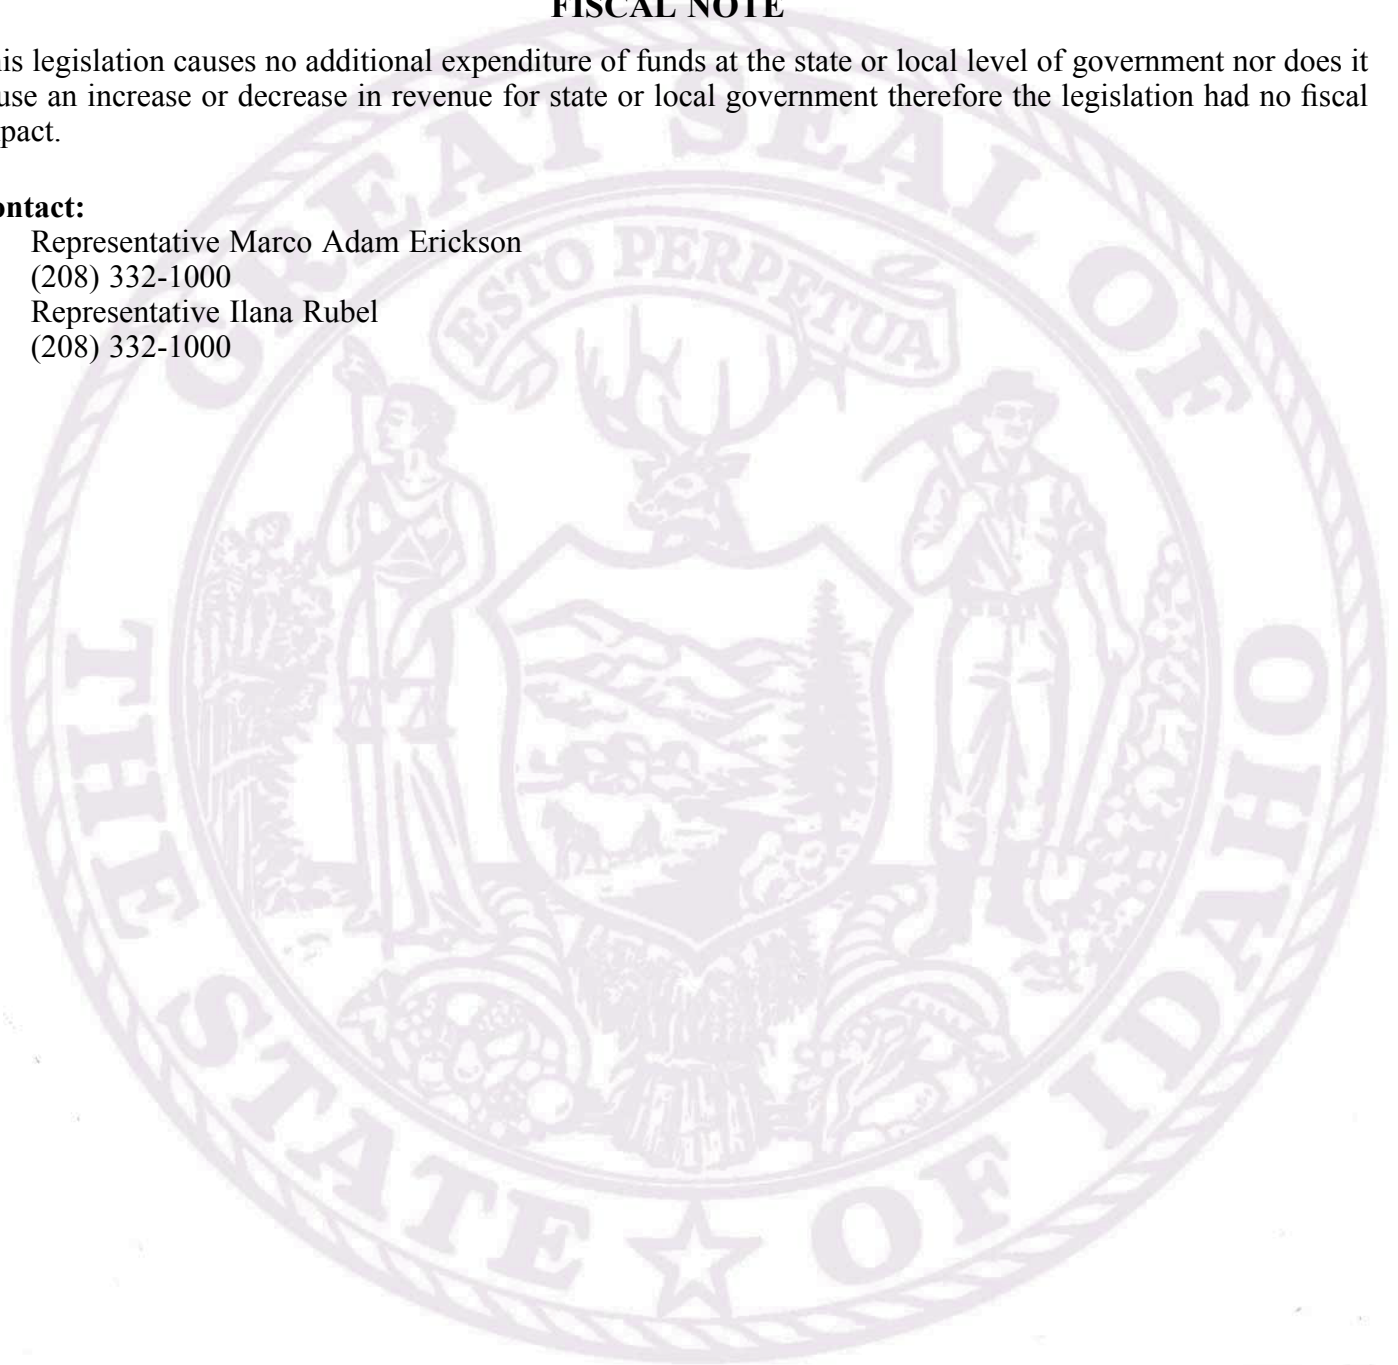 FISCAL NOTE
his legislation causes no additional expenditure of funds at the state or local level of government nor does it
use an increase or decrease in revenue for state or local government therefore the legislation had no fiscal
pact.
ontact:
Representative Marco Adam Erickson
(208) 332-1000
Representative Ilana Rubel
(208) 332-1000
GREAT SEAL OF
ESTO PERPETUA
THE STATE OF IDAHO